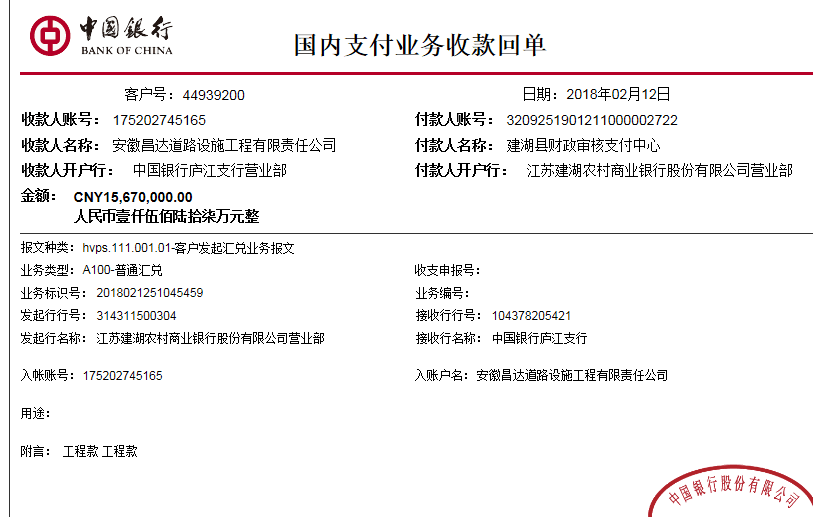 中国银行
BANK OF CHINA
国内支付业务收款回单
客户号：44939200 日期：2018年02月12日
收款人账号：175202745165 付款人账号：3209251901211000002722
收款人名称：安徽昌达道路设施工程有限责任公司 付款人名称：建湖县财政审核支付中心
收款人开户行：中国银行庐江支行营业部 付款人开户行：江苏建湖农村商业银行股份有限公司营业部
金额：CNY15,670,000.00
人民币壹仟伍佰陆拾柒万元整
报文种类：hvps.111.001.01-客户发起汇兑业务报文
业务类型：A100-普通汇兑 收支申报号：
业务标识号：2018021251045459 业务编号：
发起行行号：314311500304 接收行行号：104378205421
发起行名称：江苏建湖农村商业银行股份有限公司营业部 接收行名称：中国银行庐江支行
入帐账号：175202745165 入账户名：安徽昌达道路设施工程有限责任公司
用途：
附言：工程款 工程款
中国银行股份有限公司